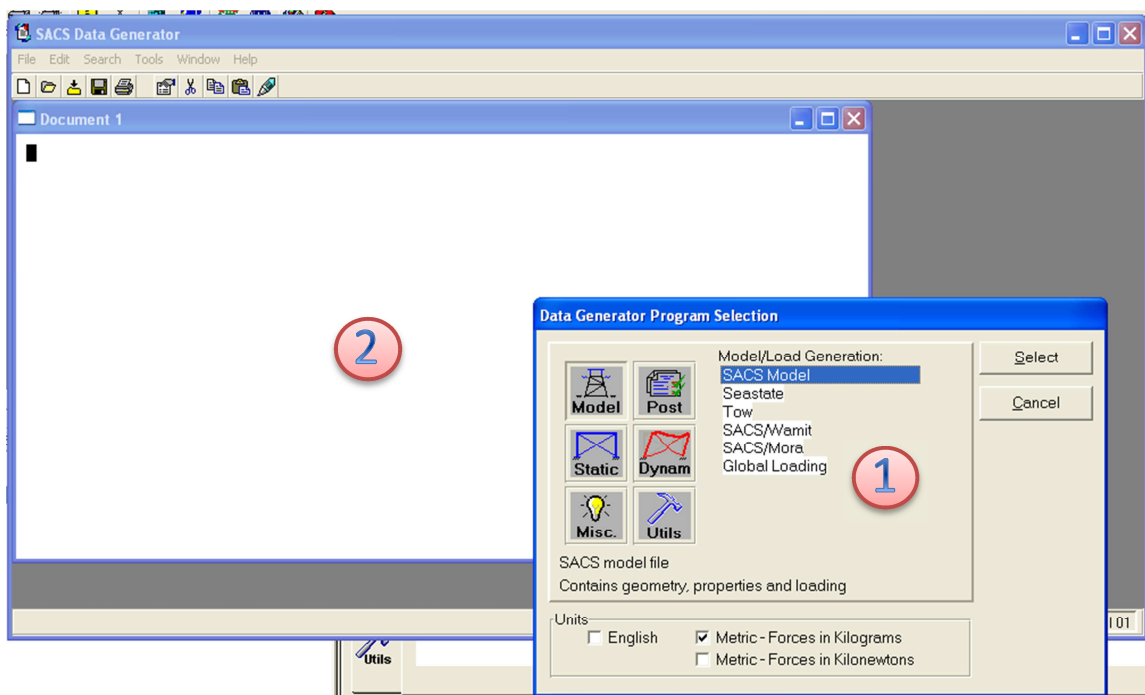 SACS Data Generator
File Edit Search Tools Window Help
Document 1
2
Data Generator Program Selection
Model/Load Generation:
SACS Model
Seastate
Tow
SACS/Wamit
SACS/Mora
Global Loading
1
Model Post
Static Dynam
Misc. Utils
Select
Cancel
SACS model file
Contains geometry, properties and loading
Units
English
Metric - Forces in Kilograms
Metric - Forces in Kilonewtons
Utils